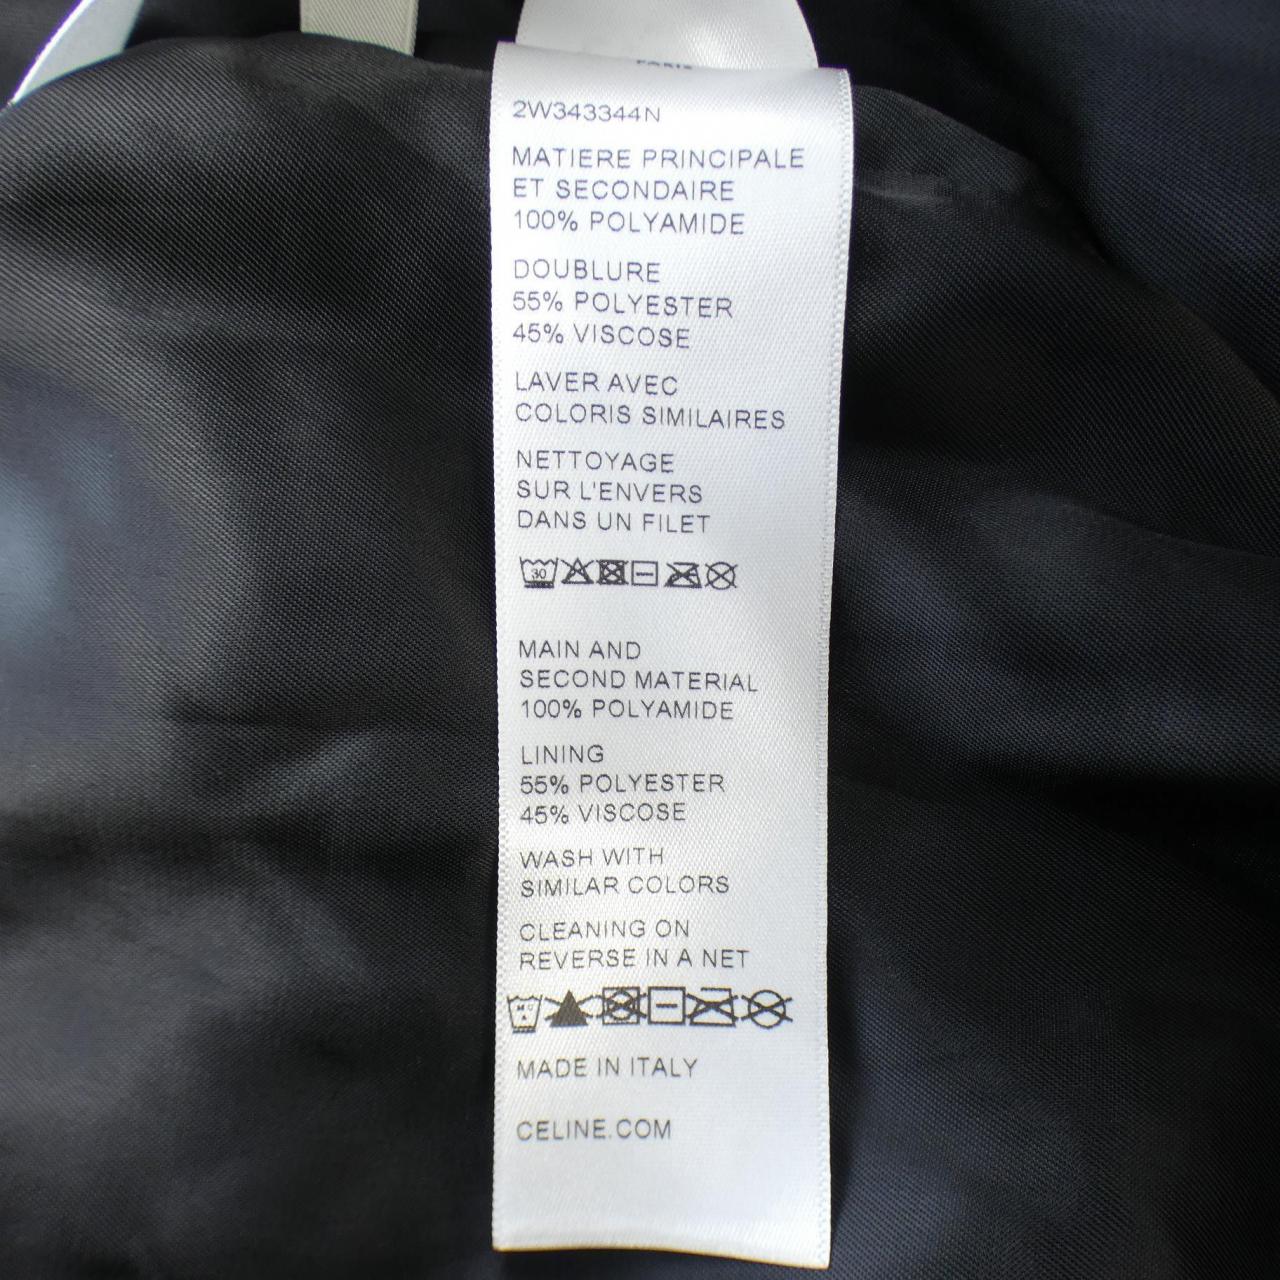 PARIS
2W343344N
MATIERE PRINCIPALE
ET SECONDAIRE
100% POLYAMIDE
DOUBLURE
55% POLYESTER
45% VISCOSE
LAVER AVEC
COLORIS SIMILAIRES
NETTOYAGE
SUR L'ENVERS
DANS UN FILET
30
MAIN AND
SECOND MATERIAL
100% POLYAMIDE
LINING
55% POLYESTER
45% VISCOSE
WASH WITH
SIMILAR COLORS
CLEANING ON
REVERSE IN A NET
MADE IN ITALY
CELINE.COM